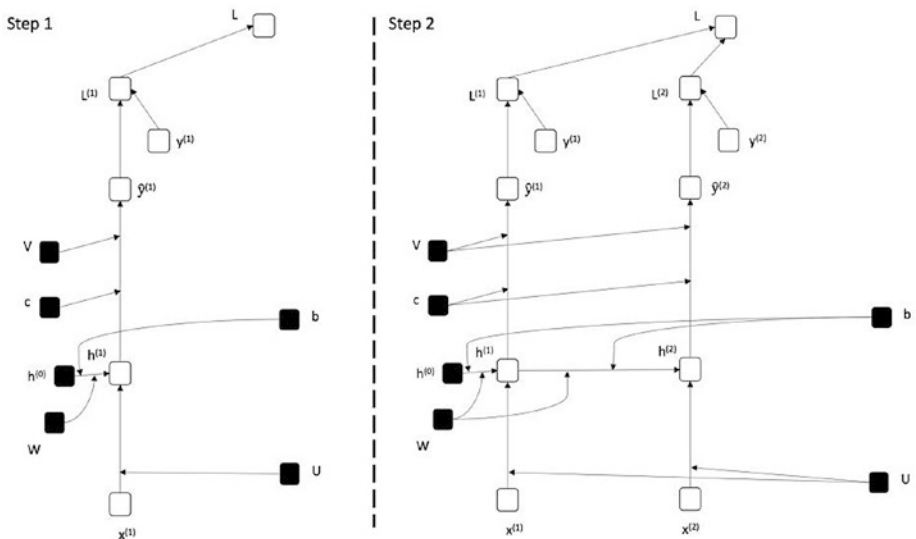 Step 1
L
L(1)
y(1)
ŷ(1)
V
c
b
h(1)
h(0)
W
U
x(1)
Step 2
L
L(1)
L(2)
y(1)
y(2)
ŷ(1)
ŷ(2)
V
c
b
h(1)
h(2)
h(0)
W
U
x(1)
x(2)